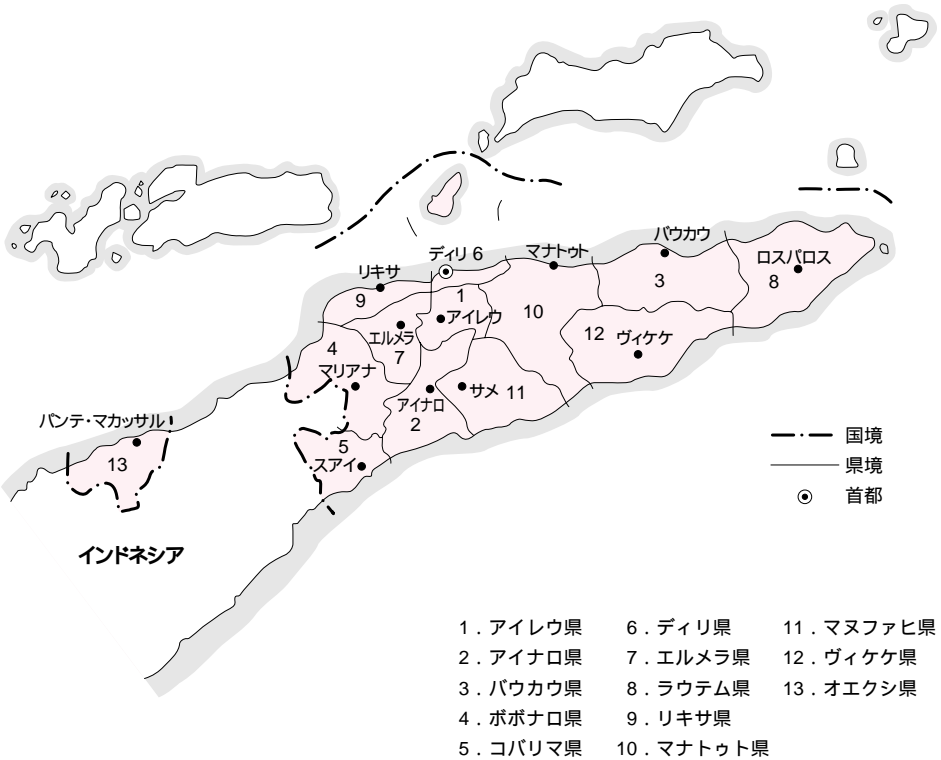 ディリ 6
マナトゥト
バウカウ
ロスパロス
8
リキサ
9
1
アイレウ
10
3
エルメラ
7
12 ヴィケケ
4
マリアナ
アイナロ
2
サメ 11
パンテ・マカッサル
13
5
スアイ
インドネシア
国境
県境
首都
1．アイレウ県
2．アイナロ県
3．バウカウ県
4．ボボナロ県
5．コバリマ県
6．ディリ県
7．エルメラ県
8．ラウテム県
9．リキサ県
10．マナトゥト県
11．マヌファヒ県
12．ヴィケケ県
13．オエクシ県